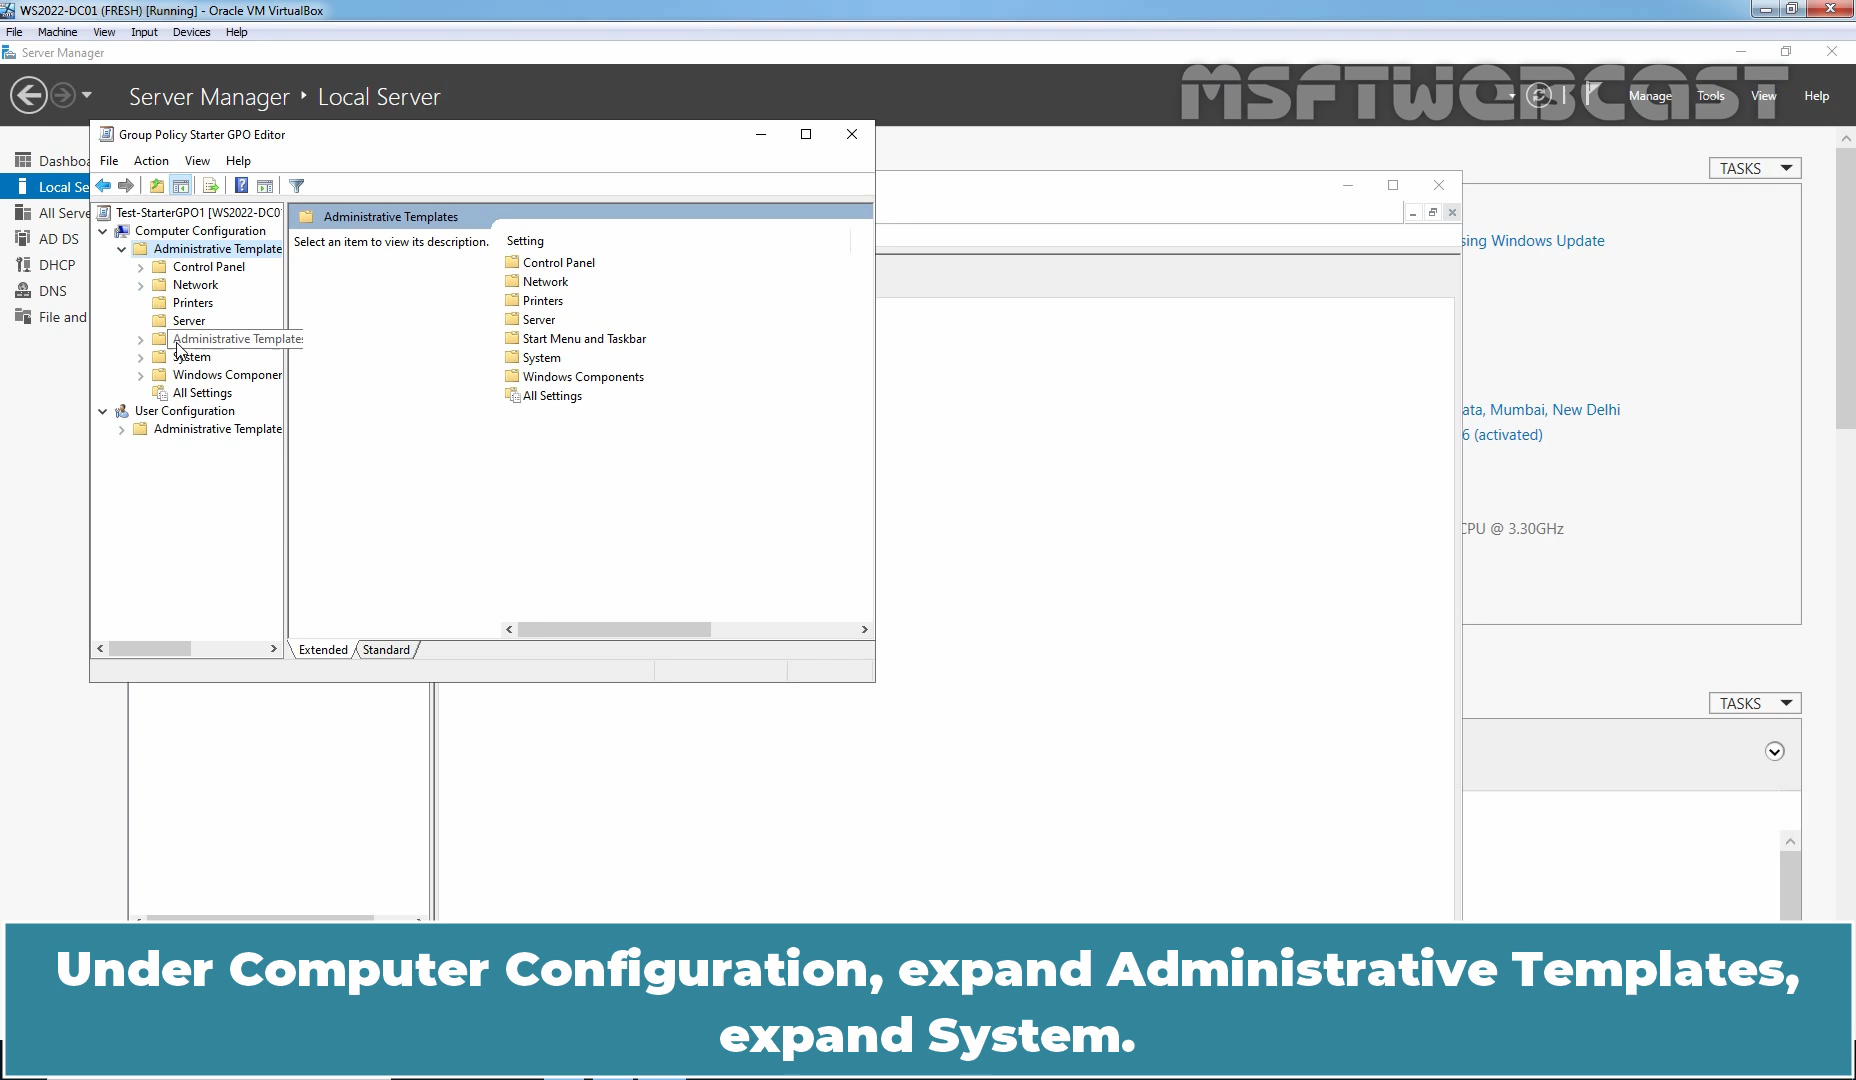 WS2022-DC01 (FRESH) [Running] - Oracle VM VirtualBox
File Machine View Input Devices Help
Server Manager
Server Manager Local Server
MSFTWEBCAST
Manage Tools View Help
Group Policy Starter GPO Editor
File Action View Help
Dashboa
Local Se
All Serve
AD DS
DHCP
DNS
File and
Test-StarterGPO1 [WS2022-DC0
Computer Configuration
Administrative Template
Control Panel
Network
Printers
Server
Administrative Templates
System
Windows Componen
All Settings
User Configuration
Administrative Template
Administrative Templates
Select an item to view its description.
Setting
Control Panel
Network
Printers
Server
Start Menu and Taskbar
System
Windows Components
All Settings
Extended Standard
TASKS
sing Windows Update
ata, Mumbai, New Delhi
6 (activated)
CPU @ 3.30GHz
TASKS
Under Computer Configuration, expand Administrative Templates,
expand System.